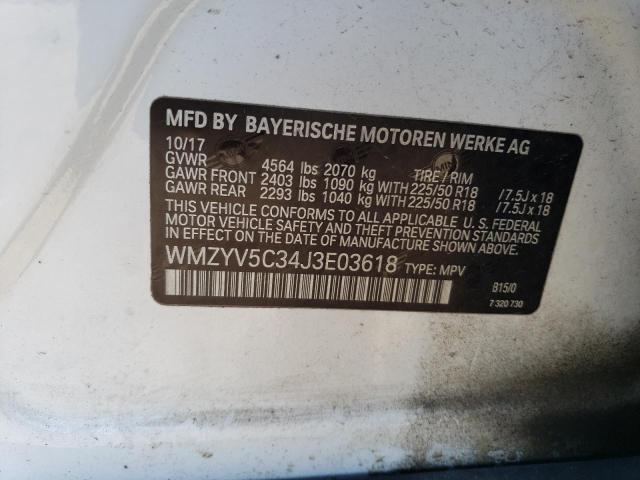 MFD BY BAYERISCHE MOTOREN WERKE AG
10/17
GVWR 4564 lbs 2070 kg TIRE / RIM
GAWR FRONT 2403 lbs 1090 kg WITH 225/50 R18 /7.5J x 18
GAWR REAR 2293 lbs 1040 kg WITH 225/50 R18 /7.5J x 18
THIS VEHICLE CONFORMS TO ALL APPLICABLE U. S. FEDERAL
MOTOR VEHICLE SAFETY, BUMPER, AND THEFT PREVENTION
STANDARDS IN EFFECT ON THE DATE OF MANUFACTURE SHOWN ABOVE.
WMZYV5C34J3E03618 TYPE: MPV
B15/0
7 320 730